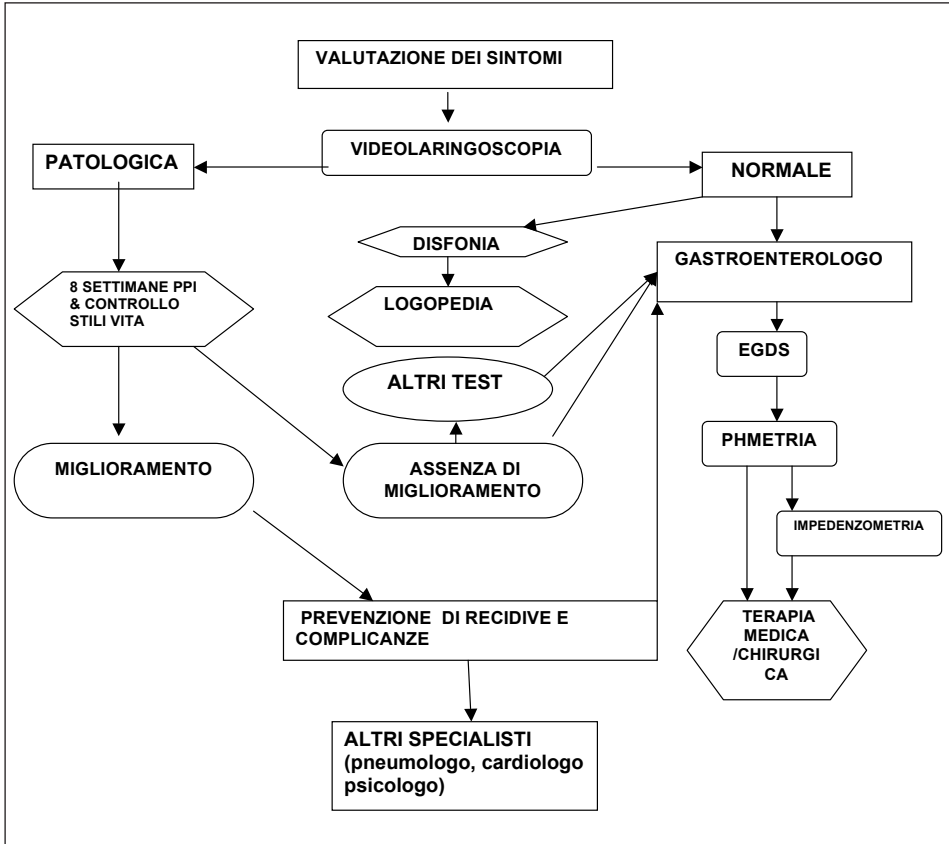 VALUTAZIONE DEI SINTOMI
VIDEOLARINGOSCOPIA
PATOLOGICA
NORMALE
DISFONIA
GASTROENTEROLOGO
8 SETTIMANE PPI
& CONTROLLO
STILI VITA
LOGOPEDIA
EGDS
ALTRI TEST
PHMETRIA
MIGLIORAMENTO
ASSENZA DI
MIGLIORAMENTO
IMPEDENZOMETRIA
PREVENZIONE DI RECIDIVE E
COMPLICANZE
TERAPIA
MEDICA
/CHIRURGI
CA
ALTRI SPECIALISTI
(pneumologo, cardiologo
psicologo)